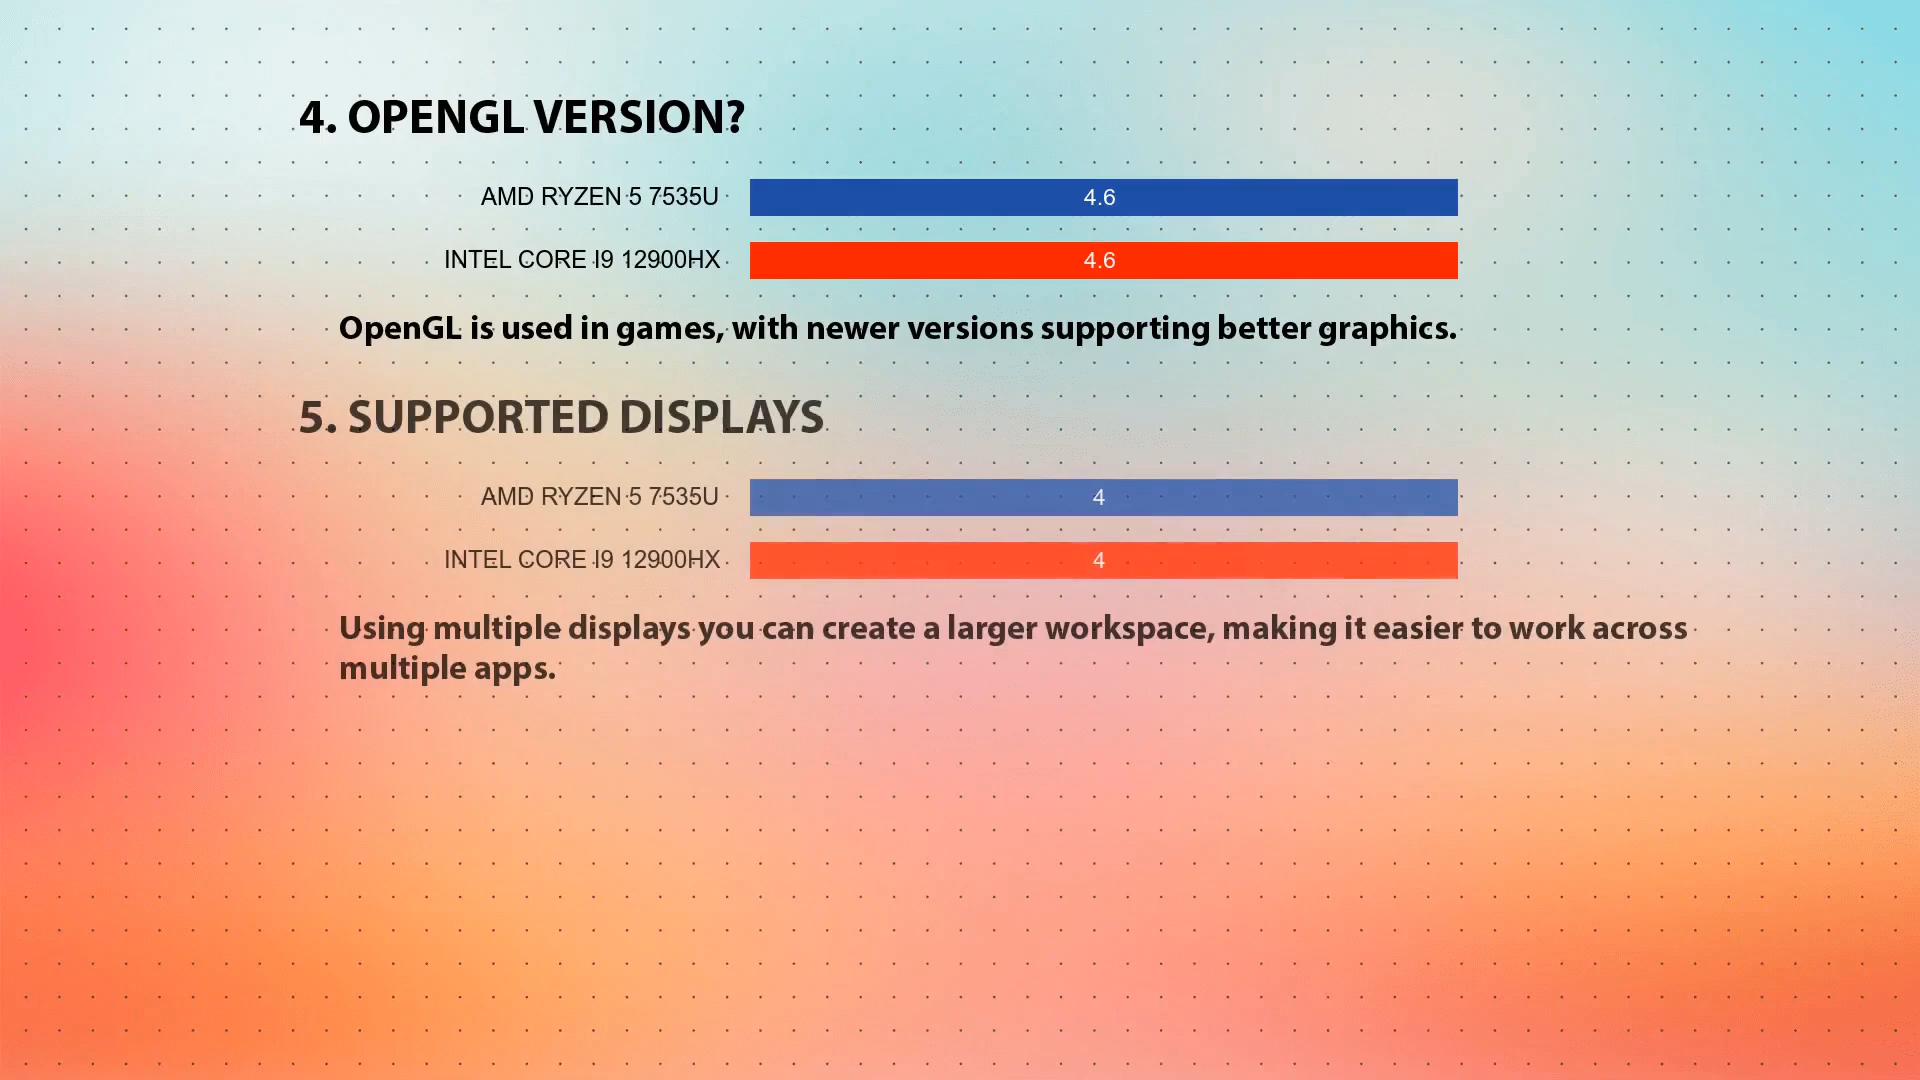 4. OPENGL VERSION?
AMD RYZEN 5 7535U
4.6
INTEL CORE I9 12900HX
4.6
OpenGL is used in games, with newer versions supporting better graphics.
5. SUPPORTED DISPLAYS
AMD RYZEN 5 7535U
4
INTEL CORE I9 12900HX
4
Using multiple displays you can create a larger workspace, making it easier to work across
multiple apps.